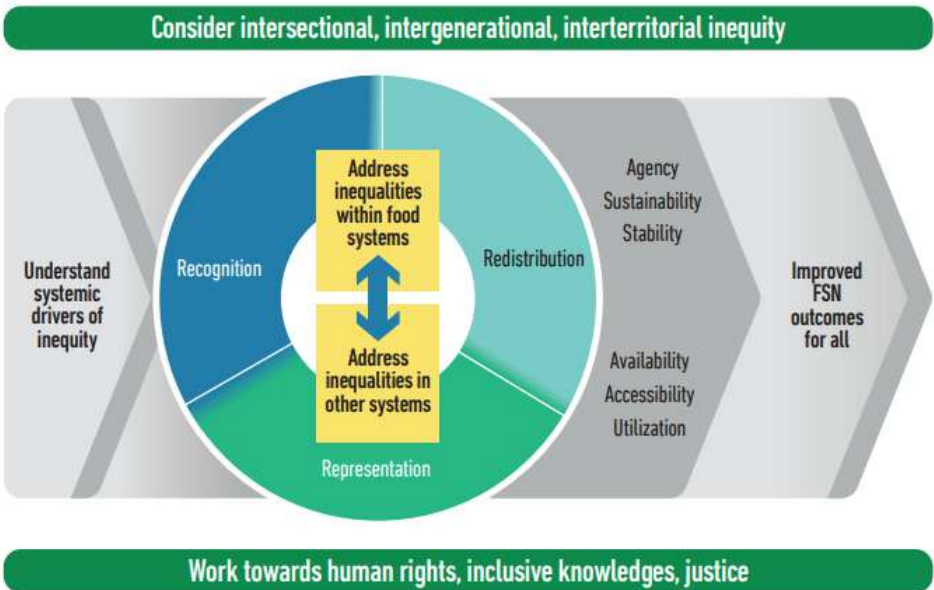 Consider intersectional, intergenerational, interterritorial inequity
Understand
systemic
drivers of
inequity
Recognition
Address
inequalities
within food
systems
Address
inequalities in
other systems
Redistribution
Representation
Agency
Sustainability
Stability
Availability
Accessibility
Utilization
Improved
FSN
outcomes
for all
Work towards human rights, inclusive knowledges, justice